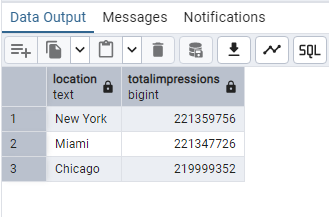 Data Output Messages Notifications
SQL
location totalimpressions
text bigint
1 New York 221359756
2 Miami 221347726
3 Chicago 219999352